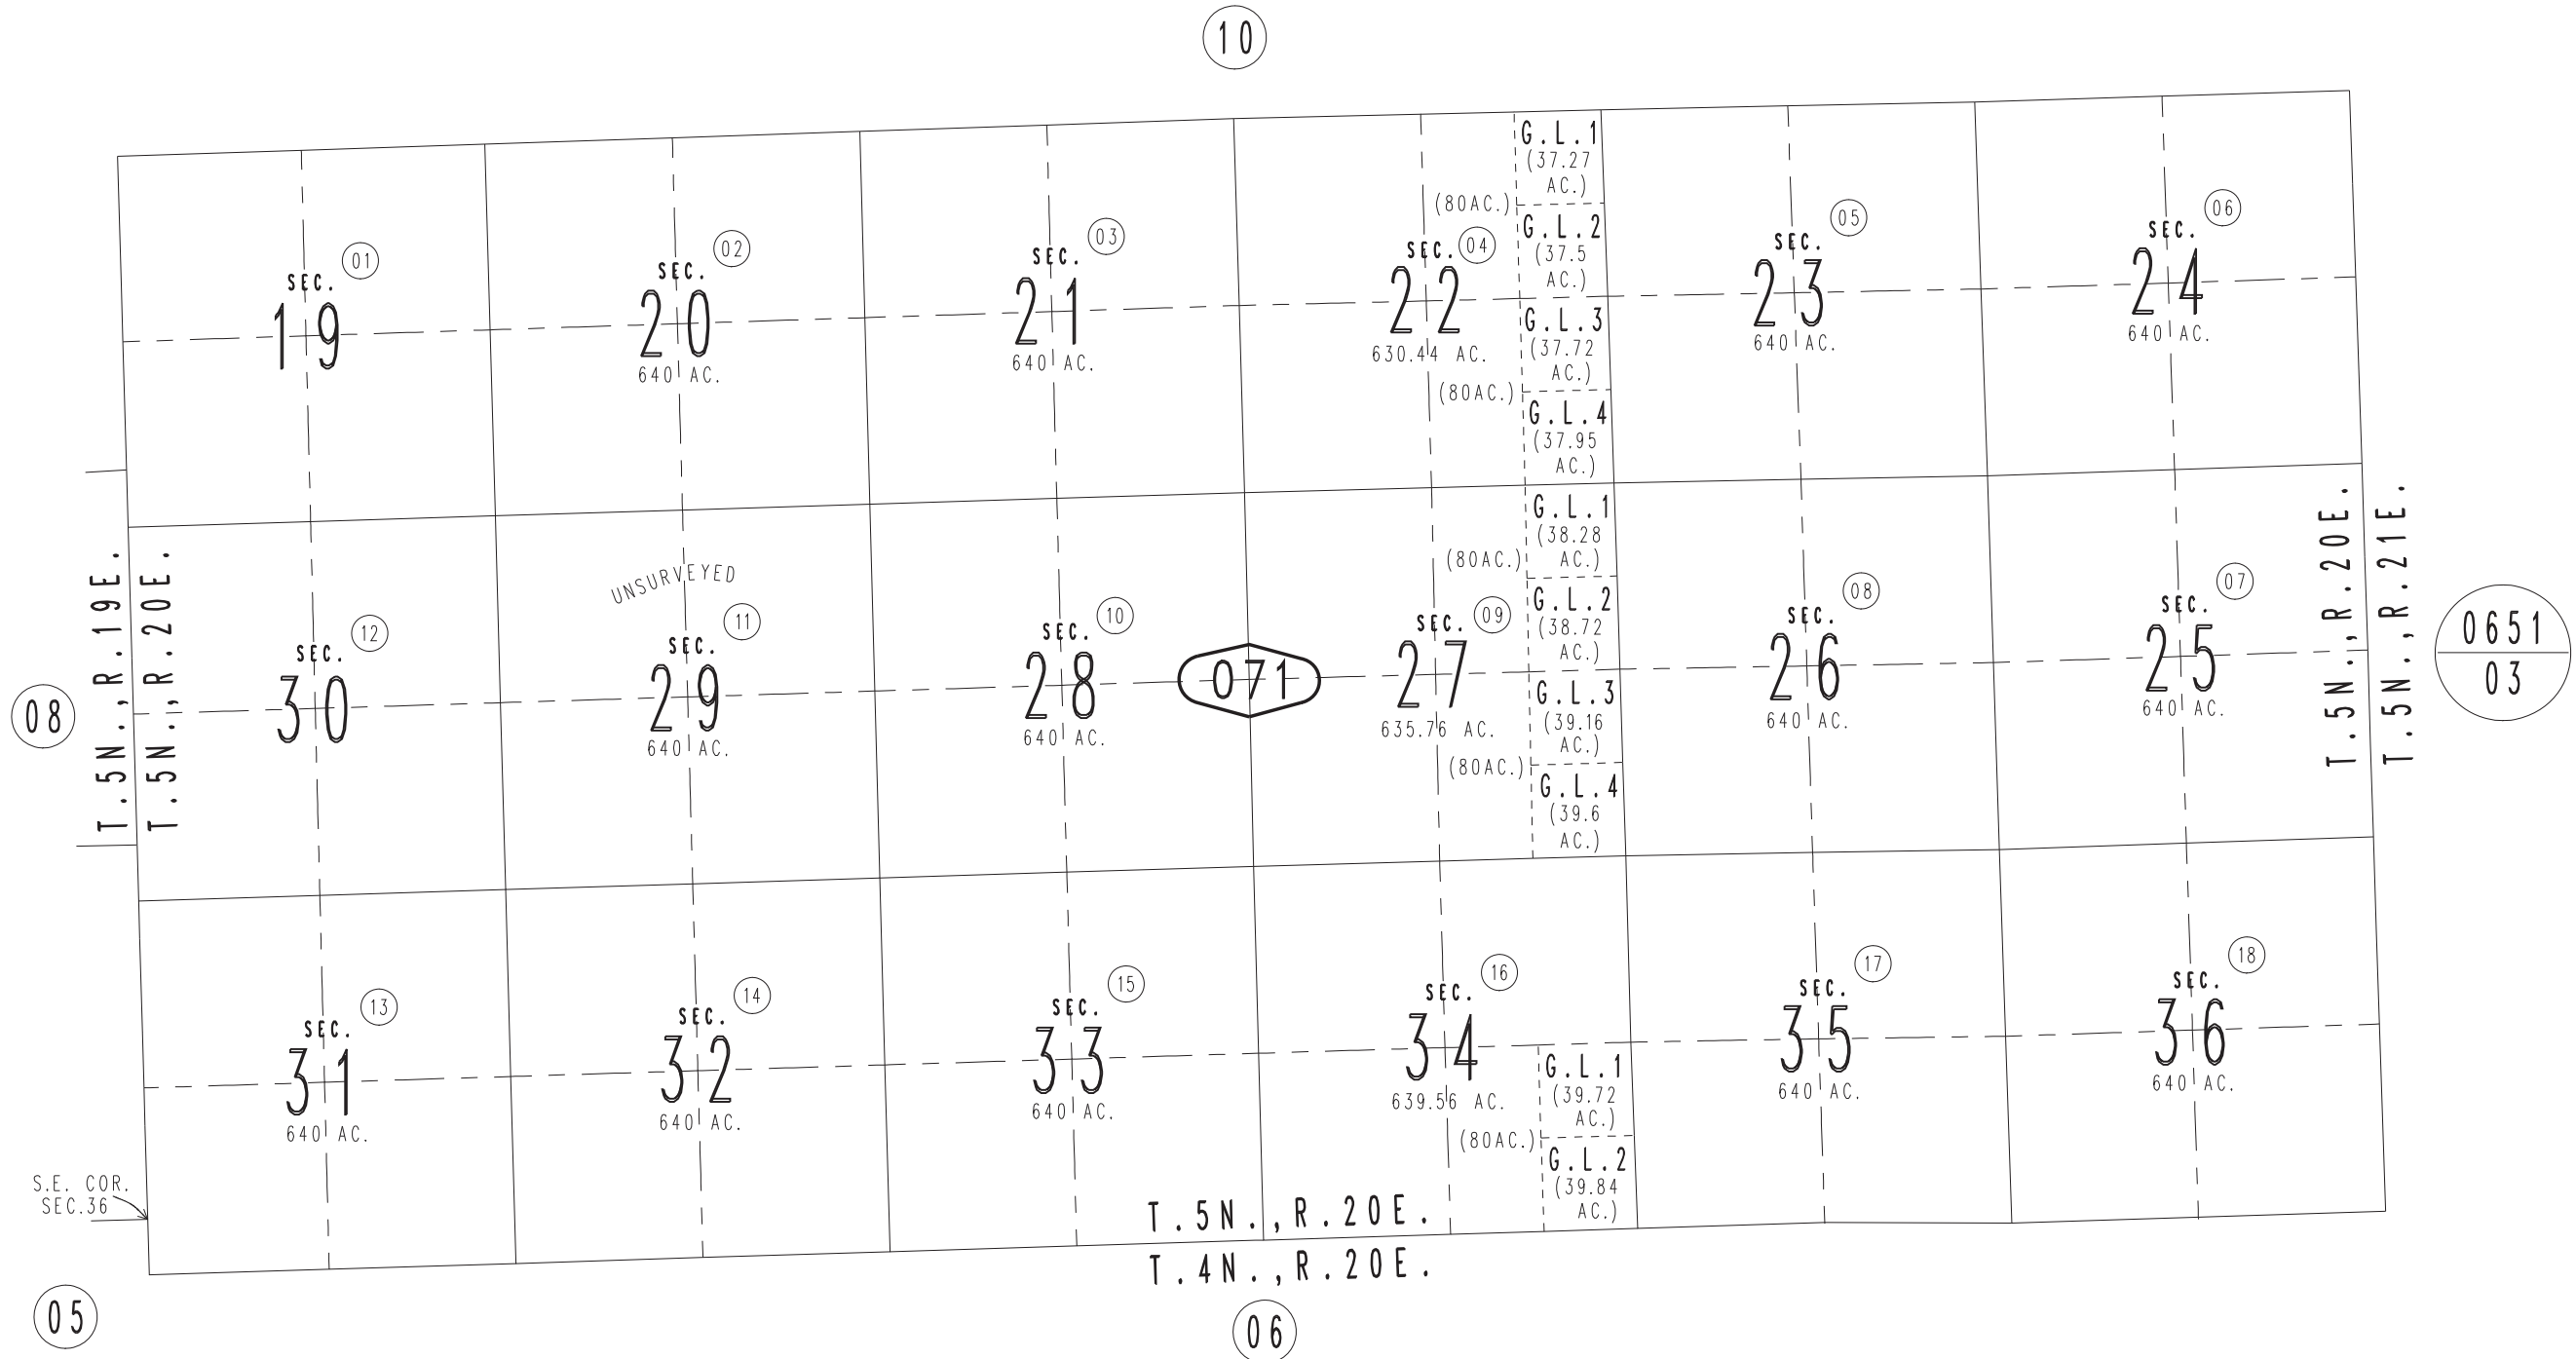 10
SEC.
19
01
SEC.
20
02
640 AC.
SEC.
21
03
640 AC.
SEC.
22
04
630.44 AC.
(80AC.)
(80AC.)
G.L.1
(37.27
AC.)
G.L.2
(37.5
AC.)
G.L.3
(37.72
AC.)
G.L.4
(37.95
AC.)
SEC.
23
05
640 AC.
SEC.
24
06
640 AC.
T.5N.,R.19E.
T.5N.,R.20E.
08
SEC.
30
12
UNSURVEYED
SEC.
29
11
640 AC.
SEC.
28
10
640 AC.
071
SEC.
27
09
635.76 AC.
(80AC.)
(80AC.)
G.L.1
(38.28
AC.)
G.L.2
(38.72
AC.)
G.L.3
(39.16
AC.)
G.L.4
(39.6
AC.)
SEC.
26
08
640 AC.
SEC.
25
07
640 AC.
T.5N.,R.20E.
T.5N.,R.21E.
0651
03
SEC.
31
13
640 AC.
SEC.
32
14
640 AC.
SEC.
33
15
640 AC.
SEC.
34
16
639.56 AC.
(80AC.)
G.L.1
(39.72
AC.)
G.L.2
(39.84
AC.)
SEC.
35
17
640 AC.
SEC.
36
18
640 AC.
S.E. COR.
SEC.36
T.5N.,R.20E.
T.4N.,R.20E.
05
06